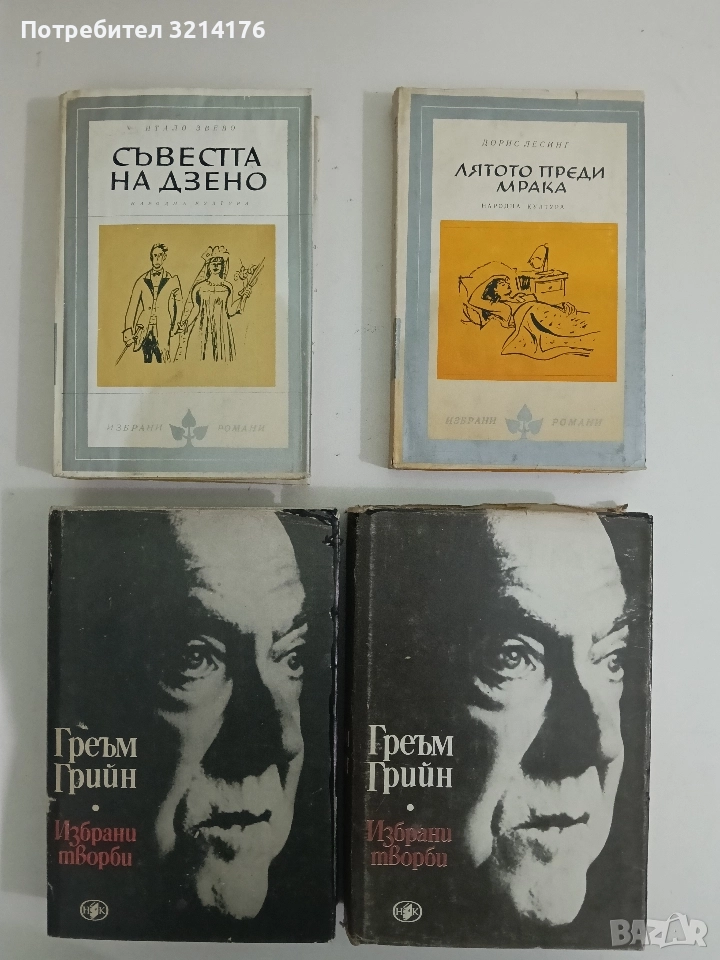 Потребител 3214176
ИТАЛО ЗВЕВО
СЪВЕСТТА
НА ДЗЕНО
НАРОДНА КУЛТУРА
ИЗБРАНИ РОМАНИ
ДОРИС ЛЕСИНГ
ЛЯТОТО ПРЕДИ
МРАКА
НАРОДНА КУЛТУРА
ИЗБРАНИ РОМАНИ
Греъм
Грийн
Избрани
творби
НК
Греъм
Грийн
Избрани
творби
НК
BAZAR